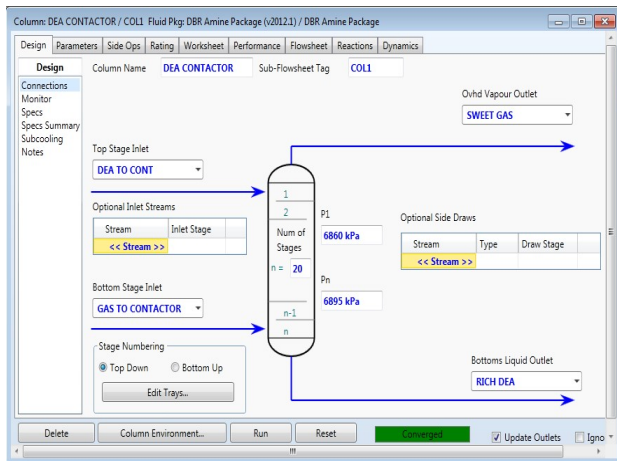 Column: DEA CONTACTOR / COL1 Fluid Pkg: DBR Amine Package (v2012.1) / DBR Amine Package
Design Parameters Side Ops Rating Worksheet Performance Flowsheet Reactions Dynamics
Design
Connections
Monitor
Specs
Specs Summary
Subcooling
Notes
Column Name DEA CONTACTOR Sub-Flowsheet Tag COL1
Ovhd Vapour Outlet
SWEET GAS
Top Stage Inlet
DEA TO CONT
Optional Inlet Streams
Stream Inlet Stage
<< Stream >>
Bottom Stage Inlet
GAS TO CONTACTOR
Stage Numbering
Top Down Bottom Up
Edit Trays...
1
2
Num of
Stages
n = 20
n-1
n
P1
6860 kPa
Pn
6895 kPa
Optional Side Draws
Stream Type Draw Stage
<< Stream >>
Bottoms Liquid Outlet
RICH DEA
Delete Column Environment... Run Reset Converged Update Outlets Igno